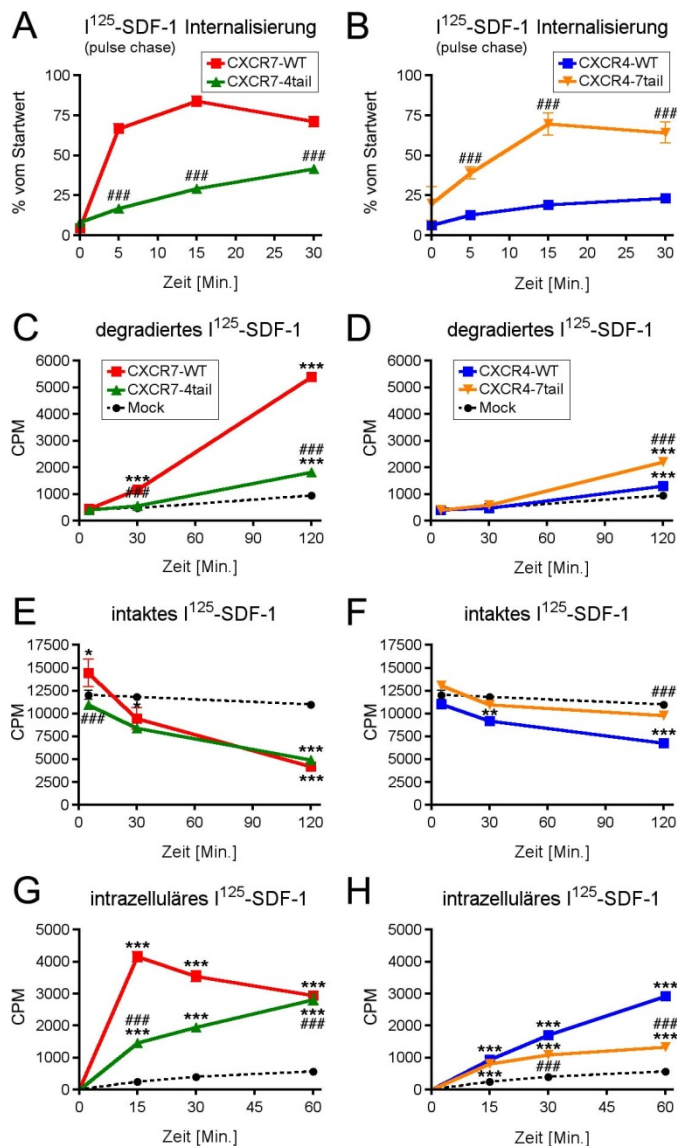 A
I¹²⁵-SDF-1 Internalisierung
(pulse chase)
CXCR7-WT
CXCR7-4tail
% vom Startwert
100
75
50
25
0
###
###
###
0 5 10 15 20 25 30
Zeit [Min.]
B
I¹²⁵-SDF-1 Internalisierung
(pulse chase)
CXCR4-WT
CXCR4-7tail
% vom Startwert
100
75
50
25
0
###
###
###
0 5 10 15 20 25 30
Zeit [Min.]
C
degradiertes I¹²⁵-SDF-1
CXCR7-WT
CXCR7-4tail
Mock
CPM
6000
5000
4000
3000
2000
1000
0
***
###
***
###
***
0 30 60 90 120
Zeit [Min.]
D
degradiertes I¹²⁵-SDF-1
CXCR4-WT
CXCR4-7tail
Mock
CPM
6000
5000
4000
3000
2000
1000
0
###
***
***
0 30 60 90 120
Zeit [Min.]
E
intaktes I¹²⁵-SDF-1
CPM
17500
15000
12500
10000
7500
5000
2500
0
*
###
*
***
***
0 30 60 90 120
Zeit [Min.]
F
intaktes I¹²⁵-SDF-1
CPM
17500
15000
12500
10000
7500
5000
2500
0
**
###
***
0 30 60 90 120
Zeit [Min.]
G
intrazelluläres I¹²⁵-SDF-1
CPM
5000
4000
3000
2000
1000
0
***
***
***
###
***
***
***
###
0 15 30 45 60
Zeit [Min.]
H
intrazelluläres I¹²⁵-SDF-1
CPM
5000
4000
3000
2000
1000
0
***
***
***
***
###
***
###
***
0 15 30 45 60
Zeit [Min.]